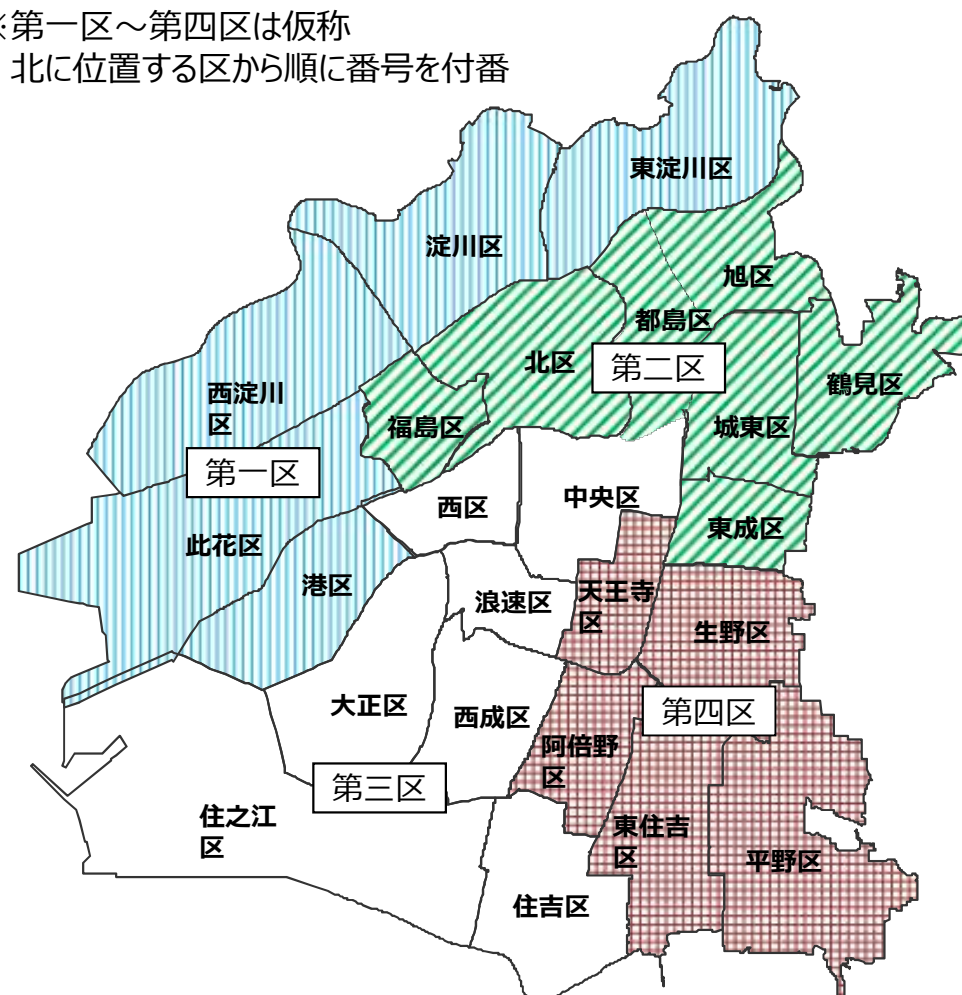 ※第一区～第四区は仮称
北に位置する区から順に番号を付番
東淀川区
淀川区
旭区
都島区
北区
第二区
鶴見区
西淀川
区
福島区
城東区
第一区
西区
中央区
東成区
此花区
港区
浪速区
天王寺
区
生野区
大正区
西成区
第四区
阿倍野
区
第三区
住之江
区
東住吉
区
平野区
住吉区